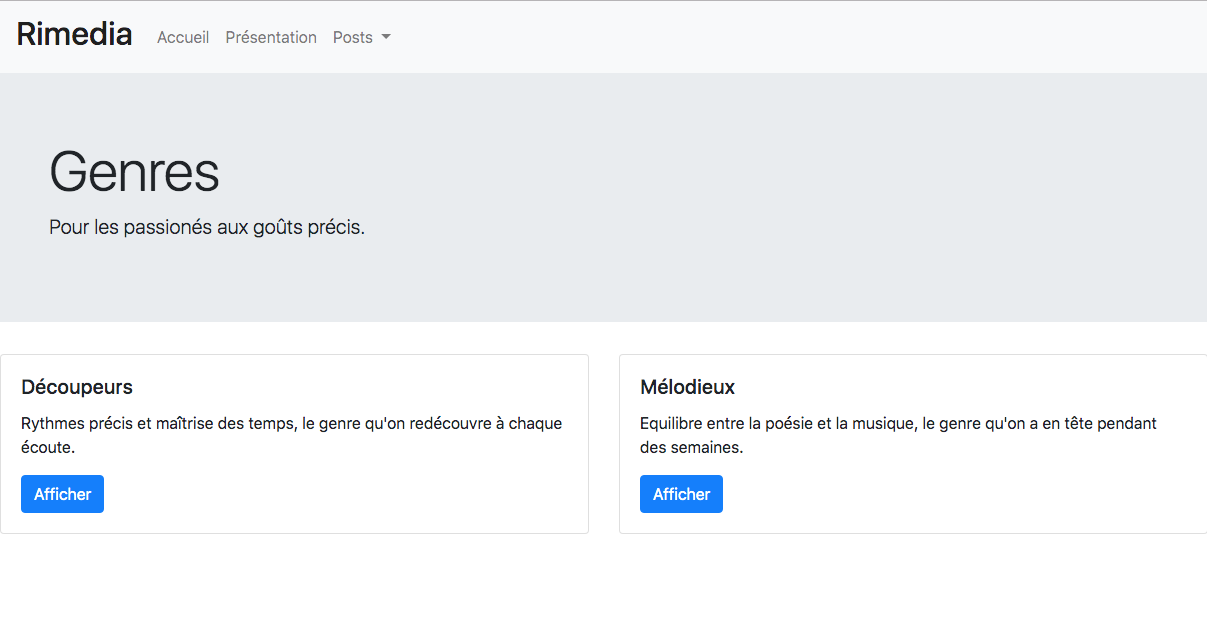 Rimedia Accueil Présentation Posts
Genres
Pour les passionés aux goûts précis.
Découpeurs
Rythmes précis et maîtrise des temps, le genre qu'on redécouvre à chaque
écoute.
Afficher
Mélodieux
Equilibre entre la poésie et la musique, le genre qu'on a en tête pendant
des semaines.
Afficher